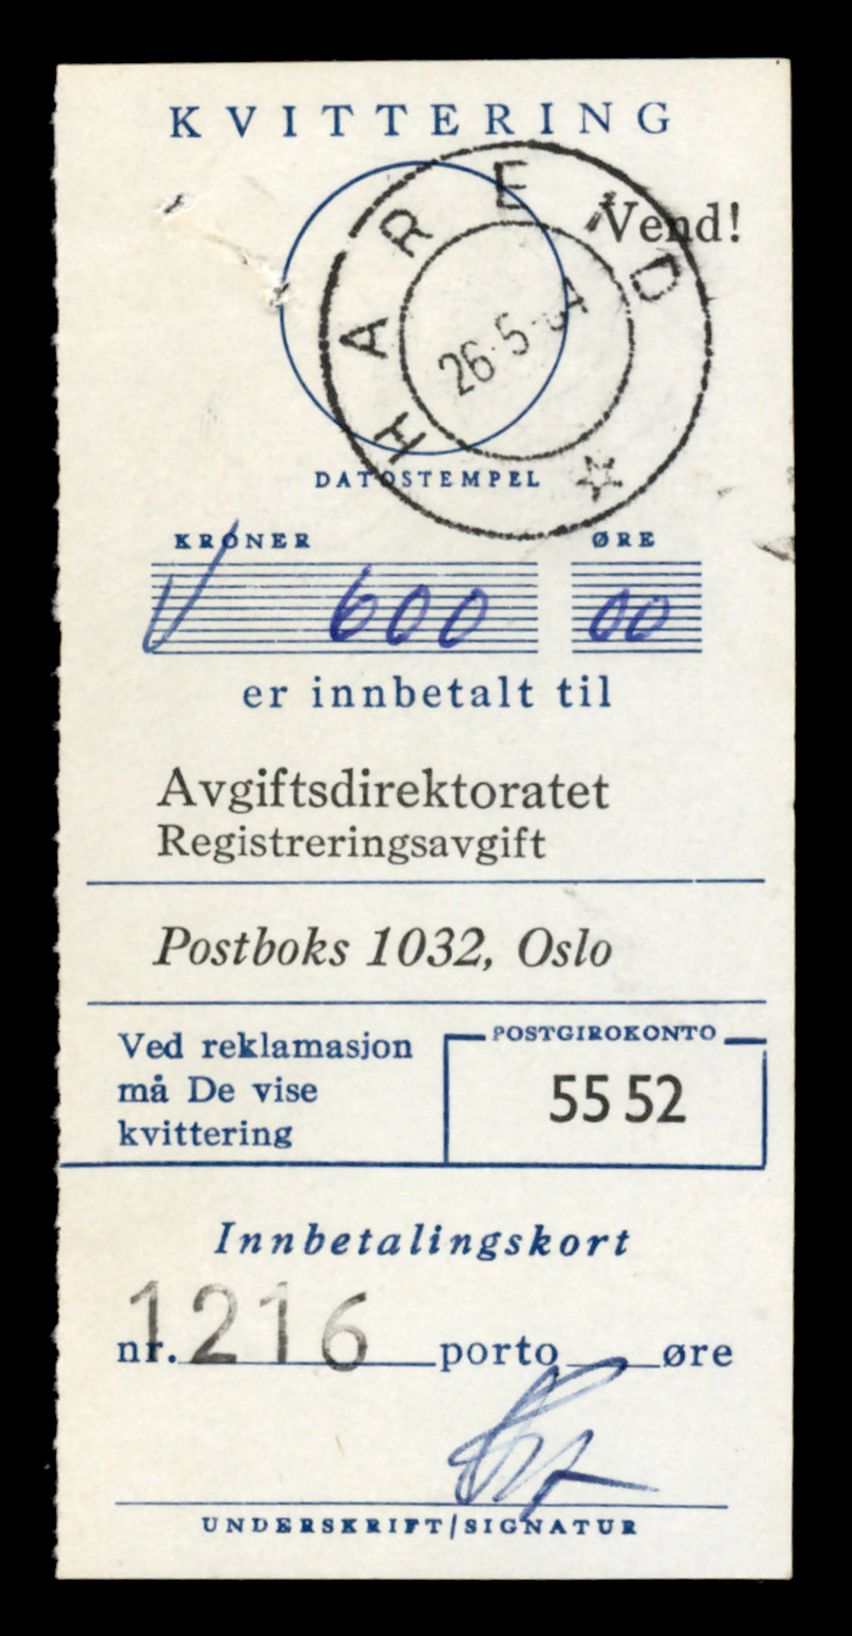 KVITTERING
Vend!
HAREID
26·5
DATOSTEMPEL
KRONER ØRE
600 00
er innbetalt til
Avgiftsdirektoratet
Registreringsavgift
Postboks 1032, Oslo
Ved reklamasjon
må De vise
kvittering
POSTGIROKONTO
55 52
Innbetalingskort
nr. 1216 porto øre
UNDERSKRIFT/SIGNATUR